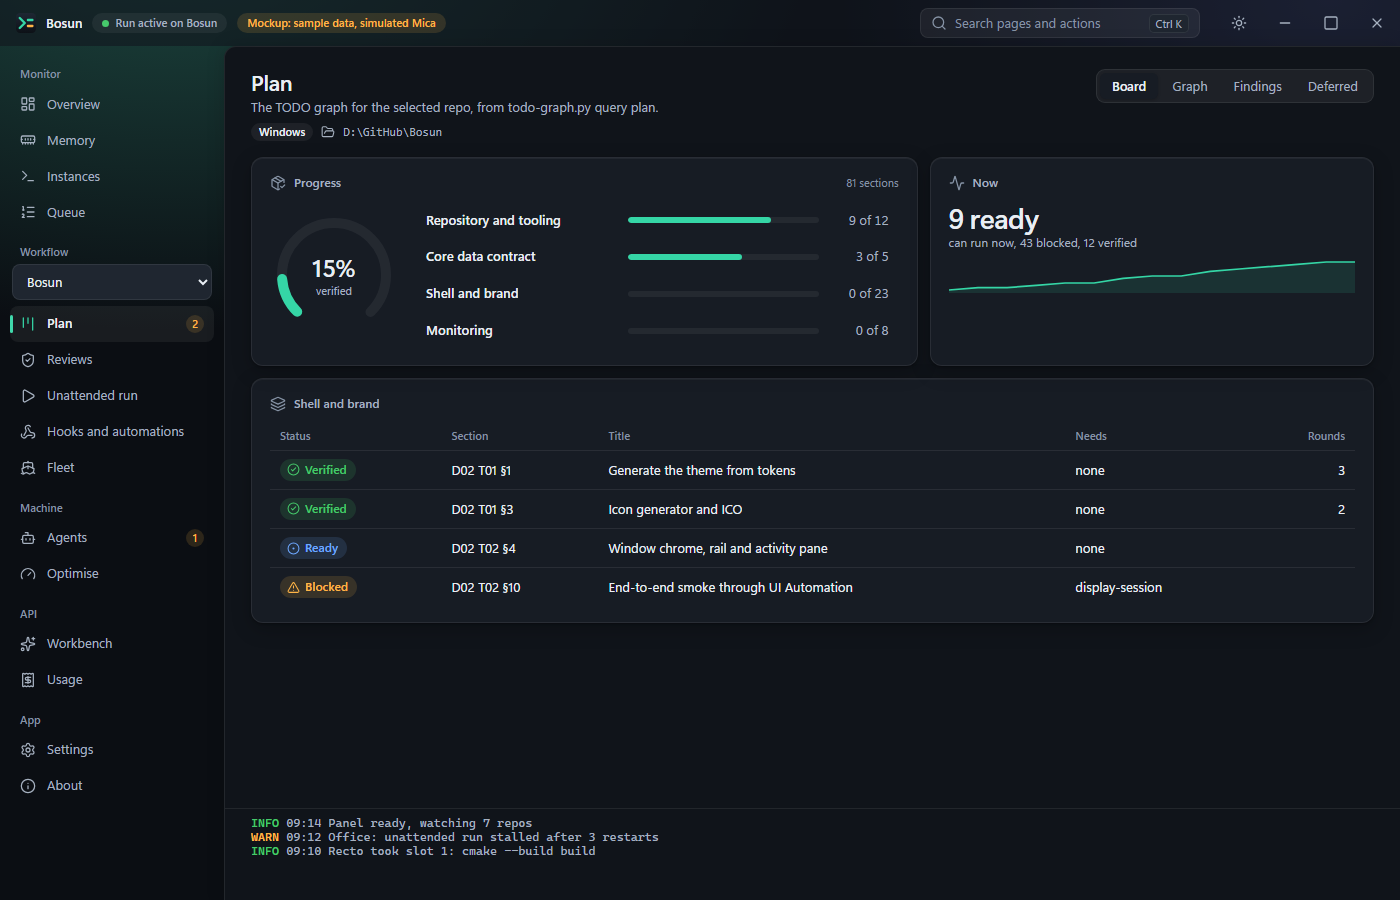 Bosun
Run active on Bosun
Mockup: sample data, simulated Mica
Search pages and actions
Ctrl K
Monitor
Overview
Memory
Instances
Queue
Workflow
Bosun
Plan
2
Reviews
Unattended run
Hooks and automations
Fleet
Machine
Agents
1
Optimise
API
Workbench
Usage
App
Settings
About
Plan
The TODO graph for the selected repo, from todo-graph.py query plan.
Windows
D:\GitHub\Bosun
Board
Graph
Findings
Deferred
Progress
81 sections
15%
verified
Repository and tooling
9 of 12
Core data contract
3 of 5
Shell and brand
0 of 23
Monitoring
0 of 8
Now
9 ready
can run now, 43 blocked, 12 verified
Shell and brand
Status Section Title Needs Rounds
Verified D02 T01 §1 Generate the theme from tokens none 3
Verified D02 T01 §3 Icon generator and ICO none 2
Ready D02 T02 §4 Window chrome, rail and activity pane none
Blocked D02 T02 §10 End-to-end smoke through UI Automation display-session
INFO 09:14 Panel ready, watching 7 repos
WARN 09:12 Office: unattended run stalled after 3 restarts
INFO 09:10 Recto took slot 1: cmake --build build